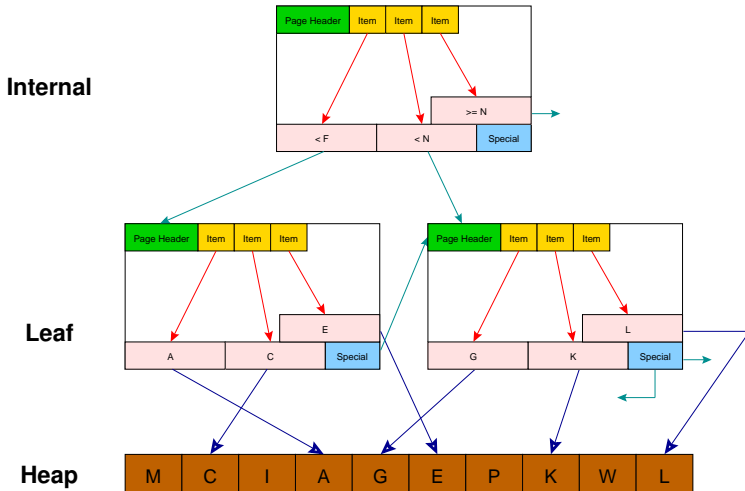 Page Header Item Item Item
Internal
>= N
< F < N Special
Page Header Item Item Item Page Header Item Item Item
Leaf
E L
A C Special G K Special
Heap M C I A G E P K W L